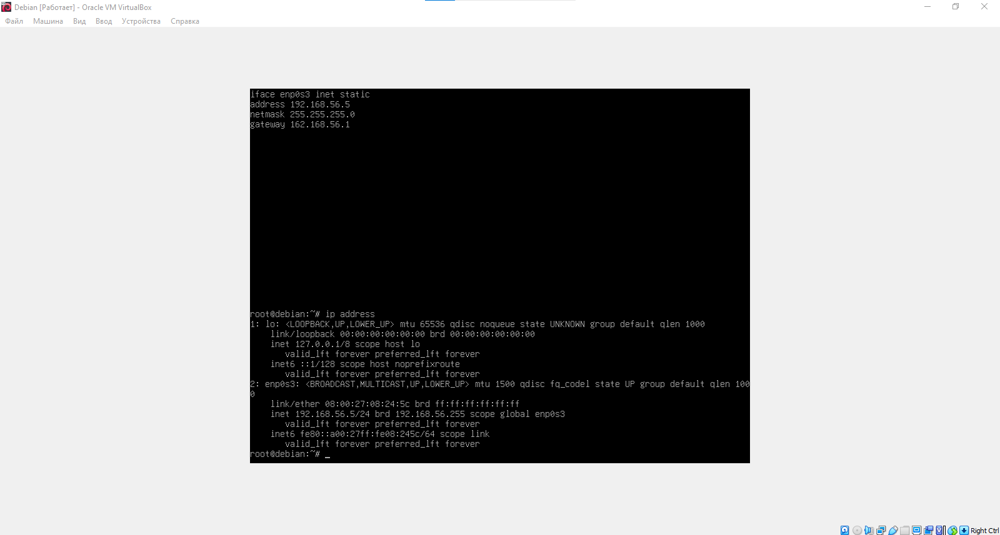 Debian [Работает] - Oracle VM VirtualBox
Файл Машина Вид Ввод Устройства Справка
iface enp0s3 inet static
address 192.168.56.5
netmask 255.255.255.0
gateway 162.168.56.1
root@debian:~# ip address
1: lo: <LOOPBACK,UP,LOWER_UP> mtu 65536 qdisc noqueue state UNKNOWN group default qlen 1000
link/loopback 00:00:00:00:00:00 brd 00:00:00:00:00:00
inet 127.0.0.1/8 scope host lo
valid_lft forever preferred_lft forever
inet6 ::1/128 scope host noprefixroute
valid_lft forever preferred_lft forever
2: enp0s3: <BROADCAST,MULTICAST,UP,LOWER_UP> mtu 1500 qdisc fq_codel state UP group default qlen 100
0
link/ether 08:00:27:08:24:5c brd ff:ff:ff:ff:ff:ff
inet 192.168.56.5/24 brd 192.168.56.255 scope global enp0s3
valid_lft forever preferred_lft forever
inet6 fe80::a00:27ff:fe08:245c/64 scope link
valid_lft forever preferred_lft forever
root@debian:~# _
Right Ctrl